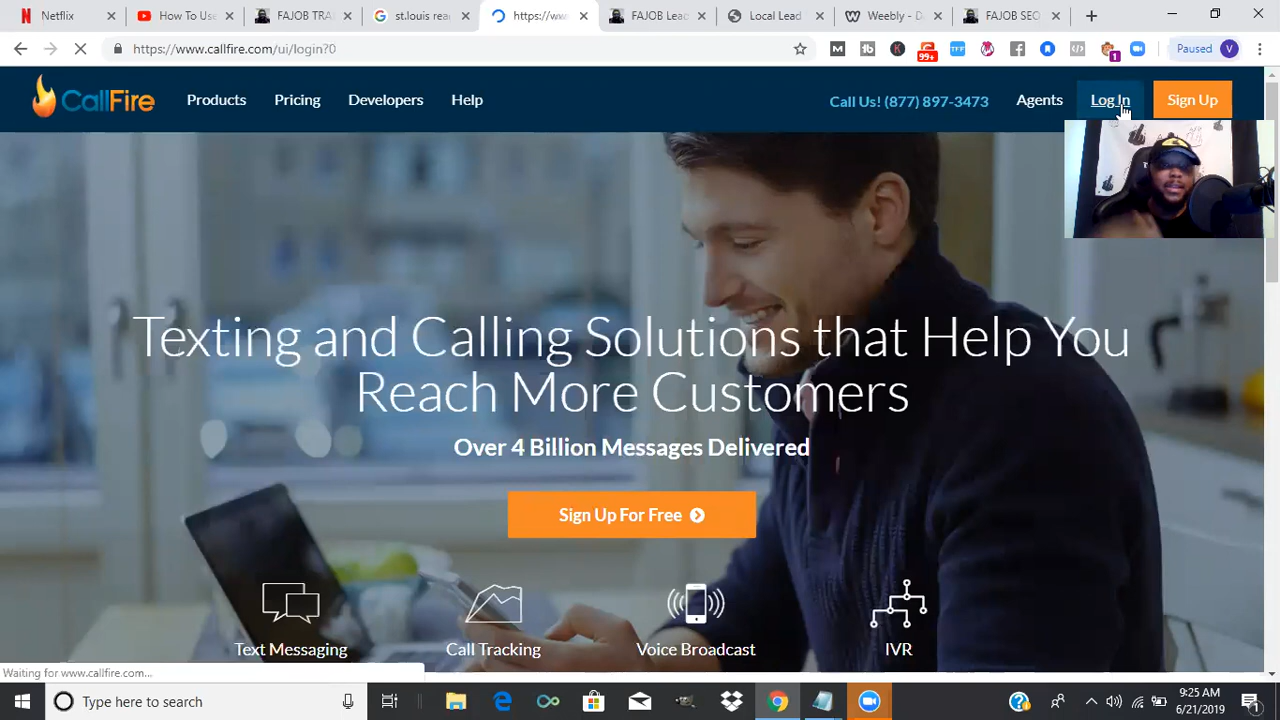 Netflix
How To Use
FAJOB TRA
st.louis rea
https://ww
FAJOB Lea
Local Lead
Weebly - D
FAJOB SEO
https://www.callfire.com/ui/login?0
99+
1
Paused V
CallFire
Products
Pricing
Developers
Help
Call Us! (877) 897-3473
Agents
Log In
Sign Up
Texting and Calling Solutions that Help You
Reach More Customers
Over 4 Billion Messages Delivered
Sign Up For Free
Text Messaging
Call Tracking
Voice Broadcast
IVR
Waiting for www.callfire.com...
Type here to search
9:25 AM
6/21/2019